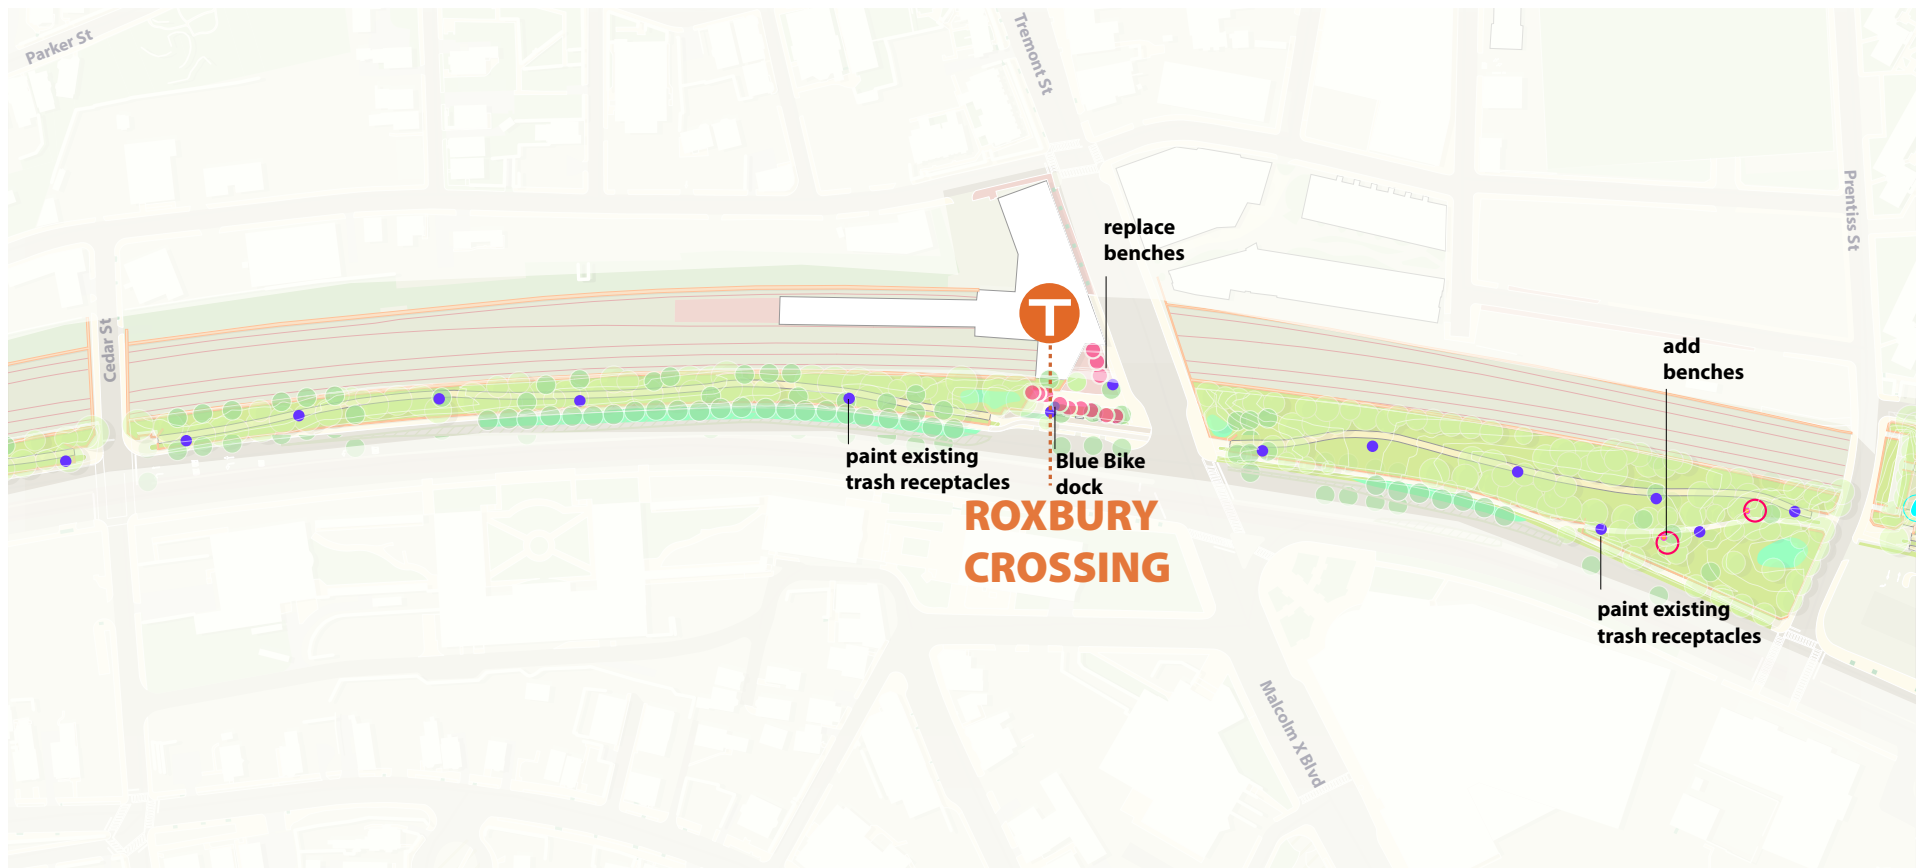 Parker St
Tremont St
Prentiss St
replace
benches
T
Cedar St
add
benches
paint existing
trash receptacles
Blue Bike
dock
ROXBURY
CROSSING
paint existing
trash receptacles
Malcolm X Blvd